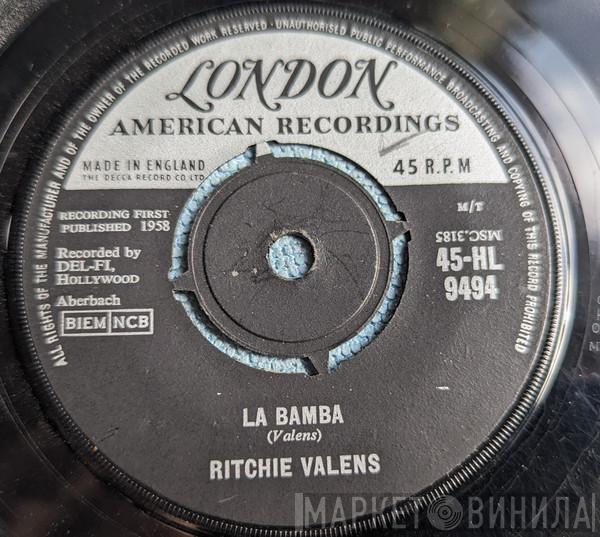 ALL RIGHTS OF THE MANUFACTURER AND OF THE OWNER OF THE RECORDED WORK RESERVED - UNAUTHORISED PUBLIC PERFORMANCE BROADCASTING AND COPYING OF THIS RECORD PROHIBITED
LONDON
AMERICAN RECORDINGS
MADE IN ENGLAND
THE DECCA RECORD CO LTD
45 R.P.M
RECORDING FIRST
PUBLISHED 1958
Recorded by
DEL-FI,
HOLLYWOOD
Aberbach
BIEM NCB
M/T
MSC.3185
45-HL
9494
LA BAMBA
(Valens)
RITCHIE VALENS
МАРКЕТ ВИНИЛА